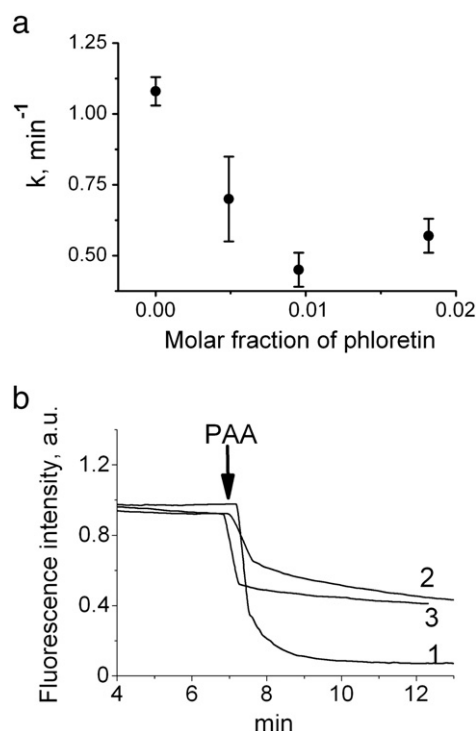 a
k, min⁻¹
1.25
1.00
0.75
0.50
0.00 0.01 0.02
Molar fraction of phloretin
b
Fluorescence intensity, a.u.
PAA
1.2
0.8
0.4
0
2
3
1
4 6 8 10 12
min